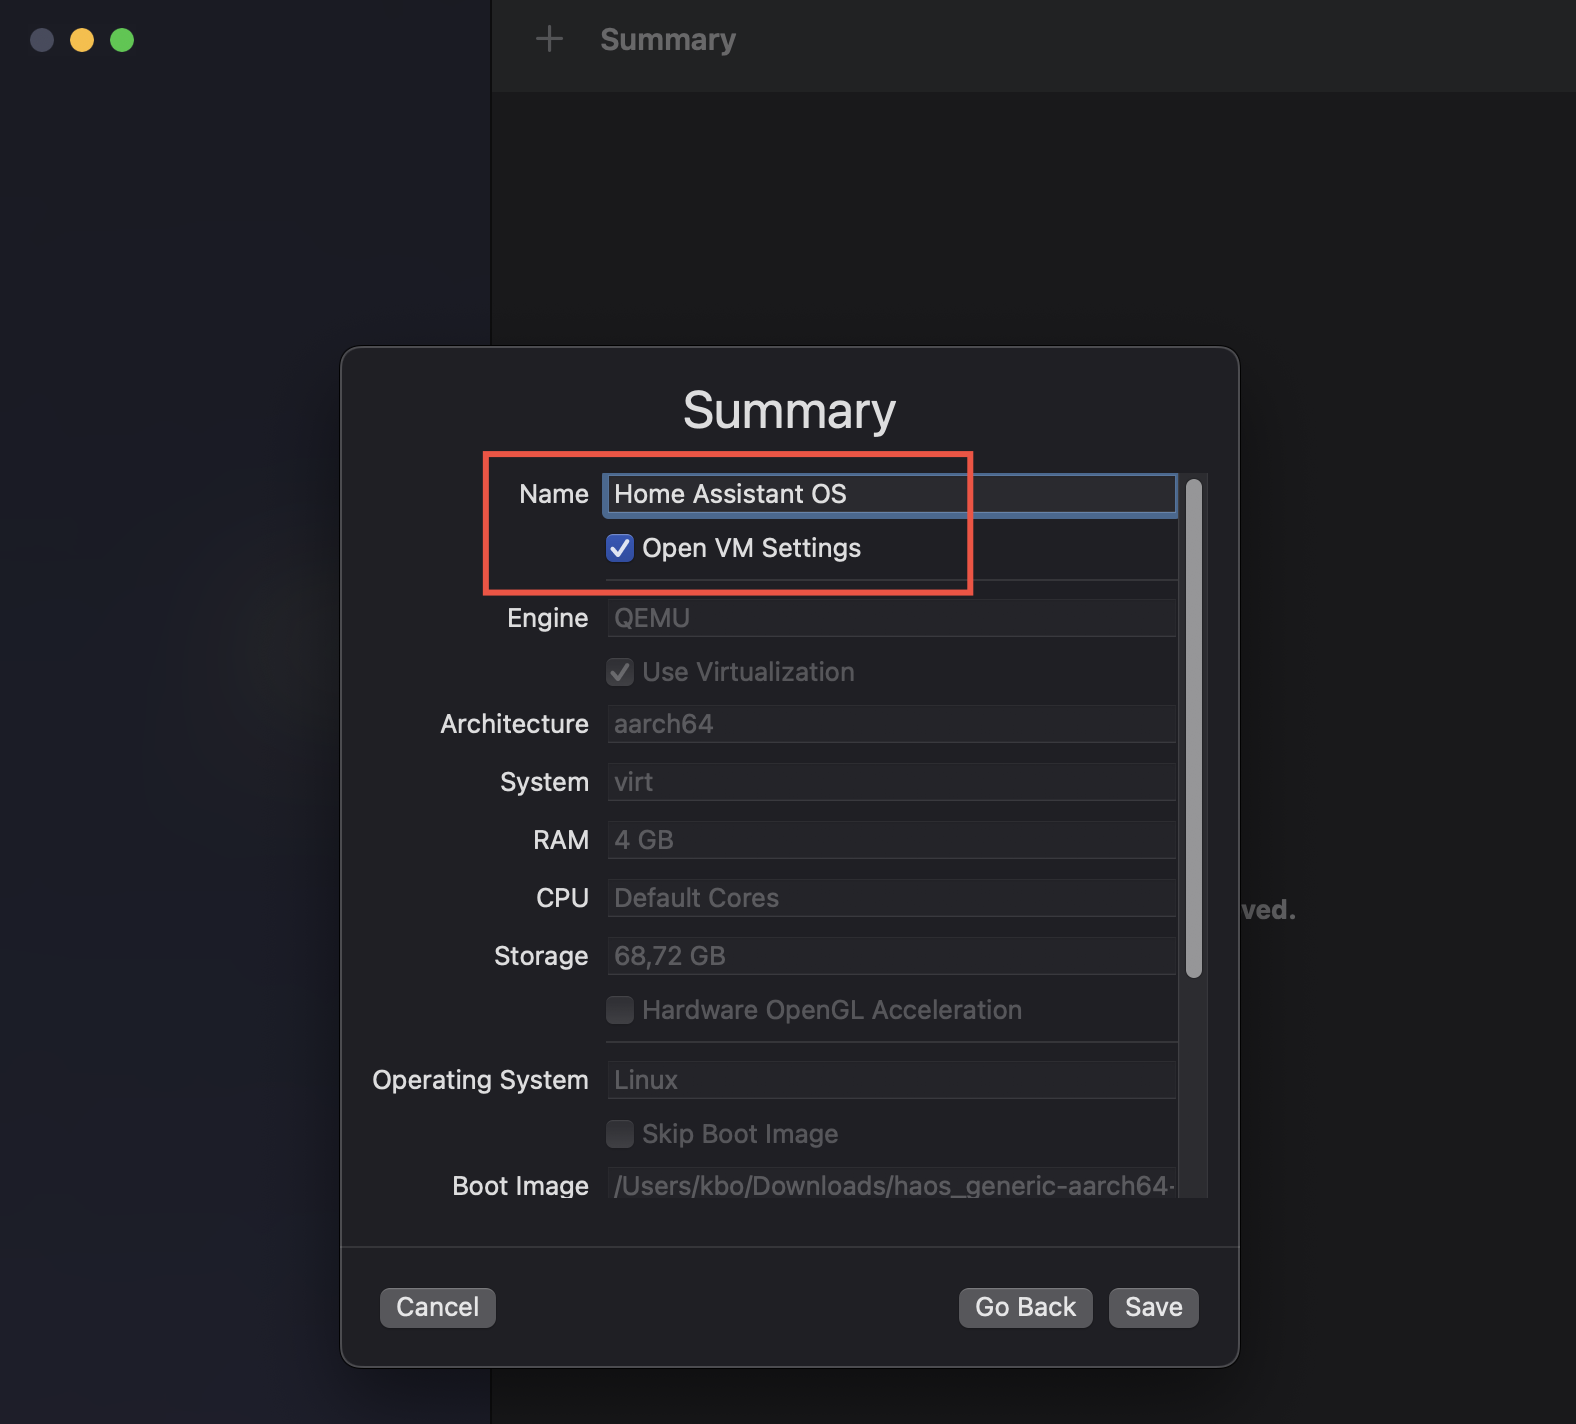 Summary
Summary
Name Home Assistant OS
Open VM Settings
Engine QEMU
Use Virtualization
Architecture aarch64
System virt
RAM 4 GB
CPU Default Cores
ved.
Storage 68,72 GB
Hardware OpenGL Acceleration
Operating System Linux
Skip Boot Image
Boot Image /Users/kbo/Downloads/haos_generic-aarch64-
Cancel Go Back Save